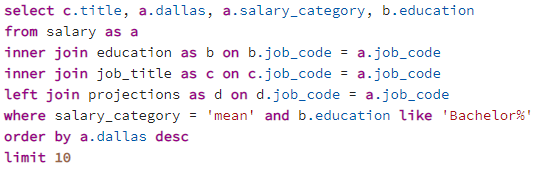 select c.title, a.dallas, a.salary_category, b.education
from salary as a
inner join education as b on b.job_code = a.job_code
inner join job_title as c on c.job_code = a.job_code
left join projections as d on d.job_code = a.job_code
where salary_category = 'mean' and b.education like 'Bachelor%'
order by a.dallas desc
limit 10